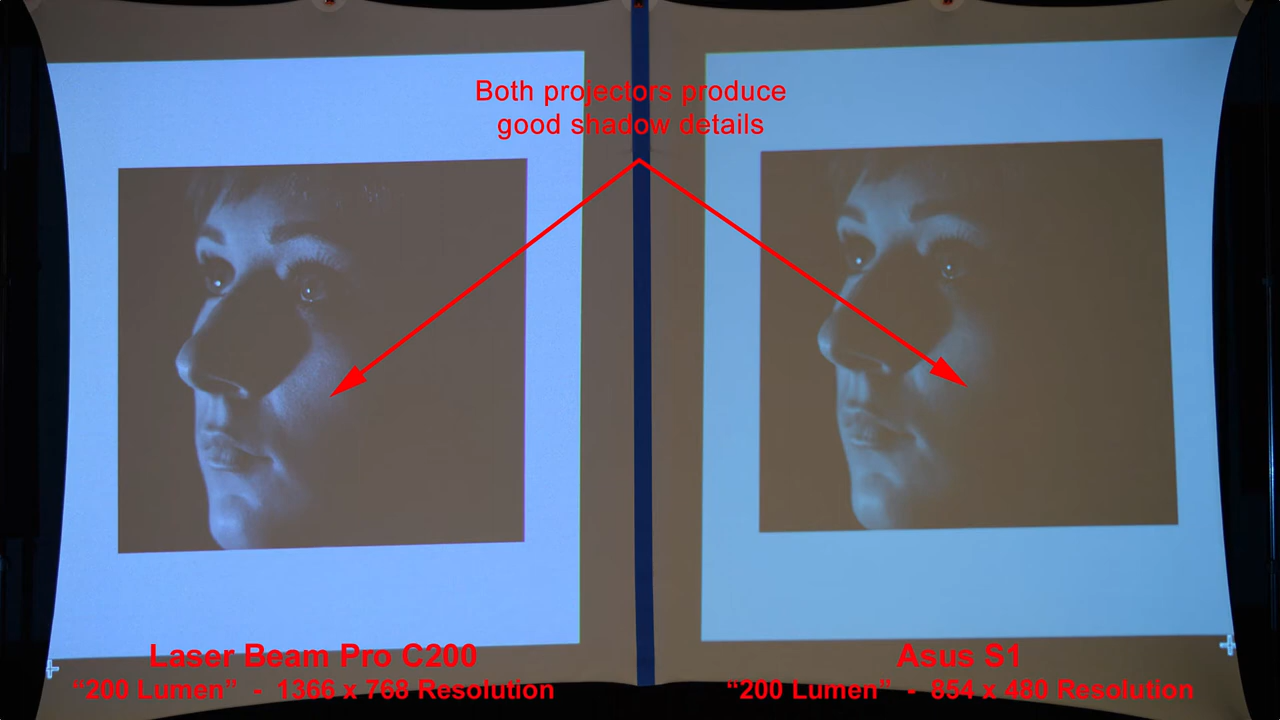 Both projectors produce
good shadow details
Laser Beam Pro C200
“200 Lumen” - 1366 x 768 Resolution
Asus S1
“200 Lumen” - 854 x 480 Resolution